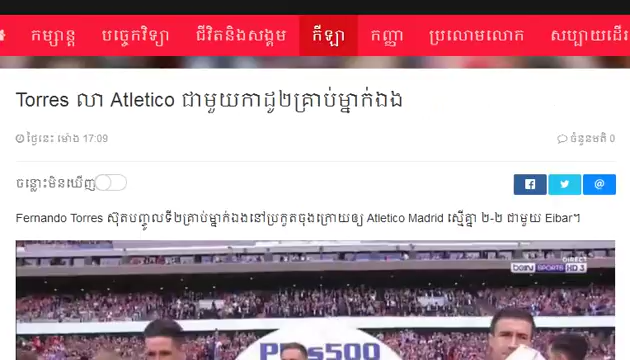 កម្សាន្ត បច្ចេកវិទ្យា ជីវិតនិងសង្គម កីឡា កញ្ញា ប្រលោមលោក សប្បាយដើរ
Torres លា Atletico ជាមួយកាដូ២គ្រាប់ម្នាក់ឯង
ថ្ងៃនេះ ម៉ោង 17:09 ចំនួនមតិ 0
ចន្លោះមិនឃើញ
Fernando Torres ស៊ុតបញ្ចូលទី២គ្រាប់ម្នាក់ឯងនៅប្រកួតចុងក្រោយឲ្យ Atletico Madrid ស្មើគ្នា ២-២ ជាមួយ Eibar។
DIRECT
beIN SPORTS HD 3